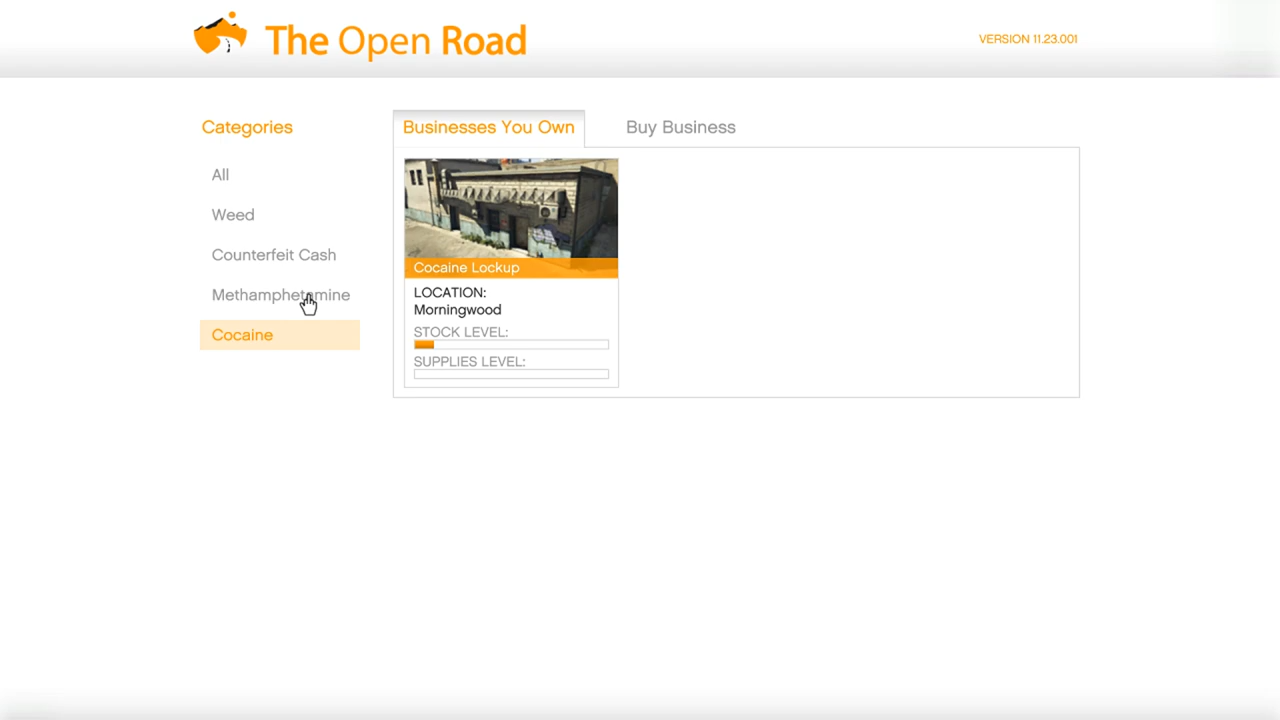 The Open Road
VERSION 11.23.001
Categories
All
Weed
Counterfeit Cash
Methamphetamine
Cocaine
Businesses You Own
Buy Business
Cocaine Lockup
LOCATION:
Morningwood
STOCK LEVEL:
SUPPLIES LEVEL: